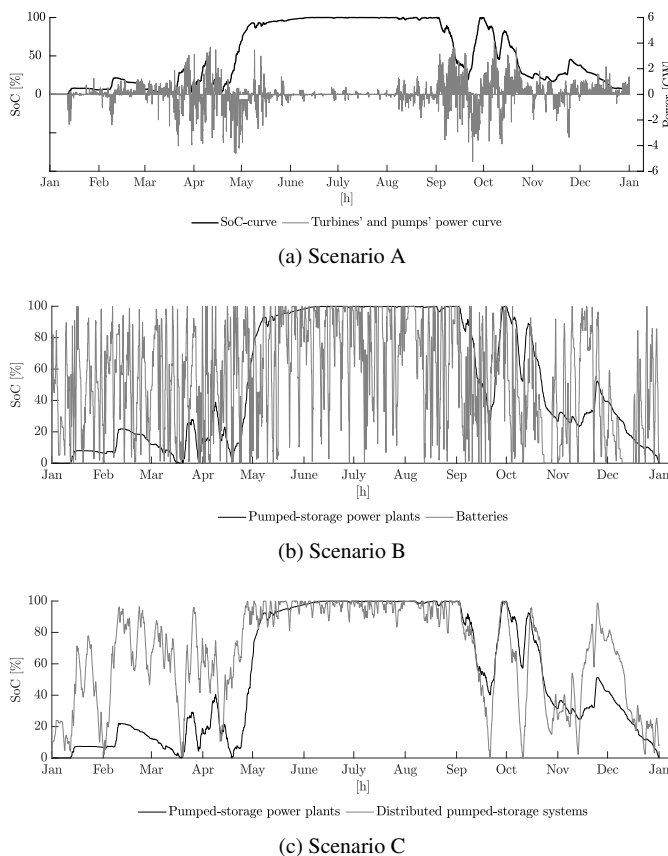 100
50
0
SoC [%]
6
4
2
0
-2
-4
-6
Power [GW]
Jan Feb Mar Apr May June July Aug Sep Oct Nov Dec Jan
[h]
SoC-curve Turbines' and pumps' power curve
(a) Scenario A
100
80
60
40
20
0
SoC [%]
Jan Feb Mar Apr May June July Aug Sep Oct Nov Dec Jan
[h]
Pumped-storage power plants Batteries
(b) Scenario B
100
80
60
40
20
0
SoC [%]
Jan Feb Mar Apr May June July Aug Sep Oct Nov Dec Jan
[h]
Pumped-storage power plants Distributed pumped-storage systems
(c) Scenario C